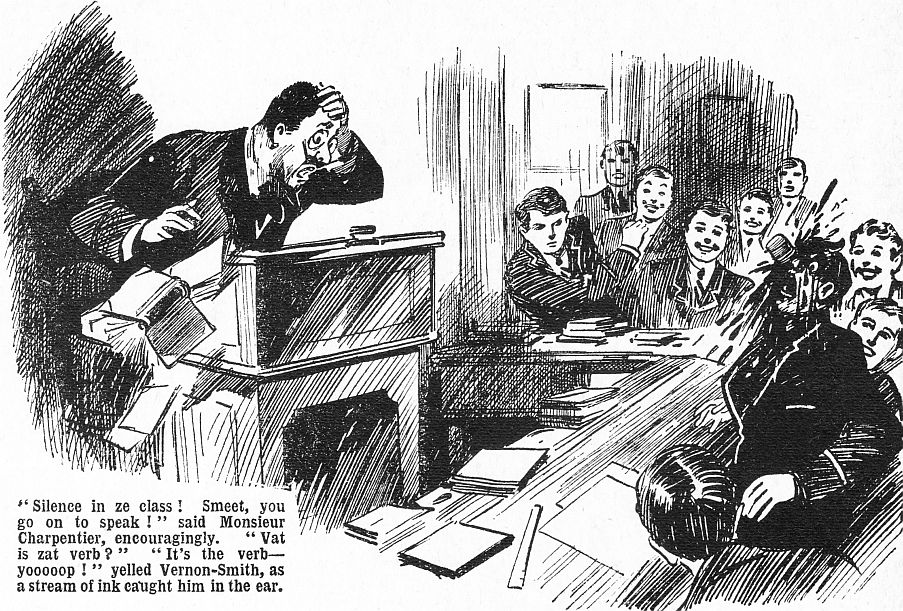 “Silence in ze class! Smeet, you
go on to speak!” said Monsieur
Charpentier, encouragingly. “Vat
is zat verb?” “It's the verb—
yooooop!” yelled Vernon-Smith, as
a stream of ink caught him in the ear.